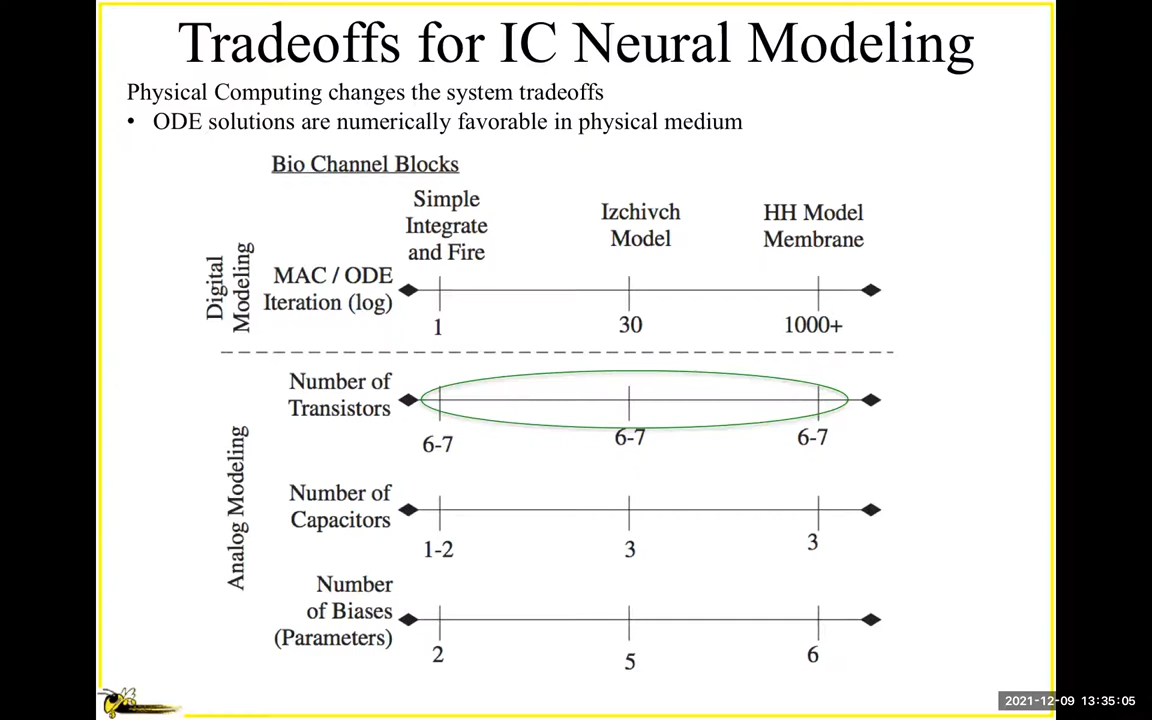 Tradeoffs for IC Neural Modeling
Physical Computing changes the system tradeoffs
• ODE solutions are numerically favorable in physical medium
Bio Channel Blocks
Simple
Integrate
and Fire
Izchivch
Model
HH Model
Membrane
Digital
Modeling
MAC / ODE
Iteration (log)
1
30
1000+
Analog Modeling
Number of
Transistors
6-7
6-7
6-7
Number of
Capacitors
1-2
3
3
Number
of Biases
(Parameters)
2
5
6
2021-12-09 13:35:05